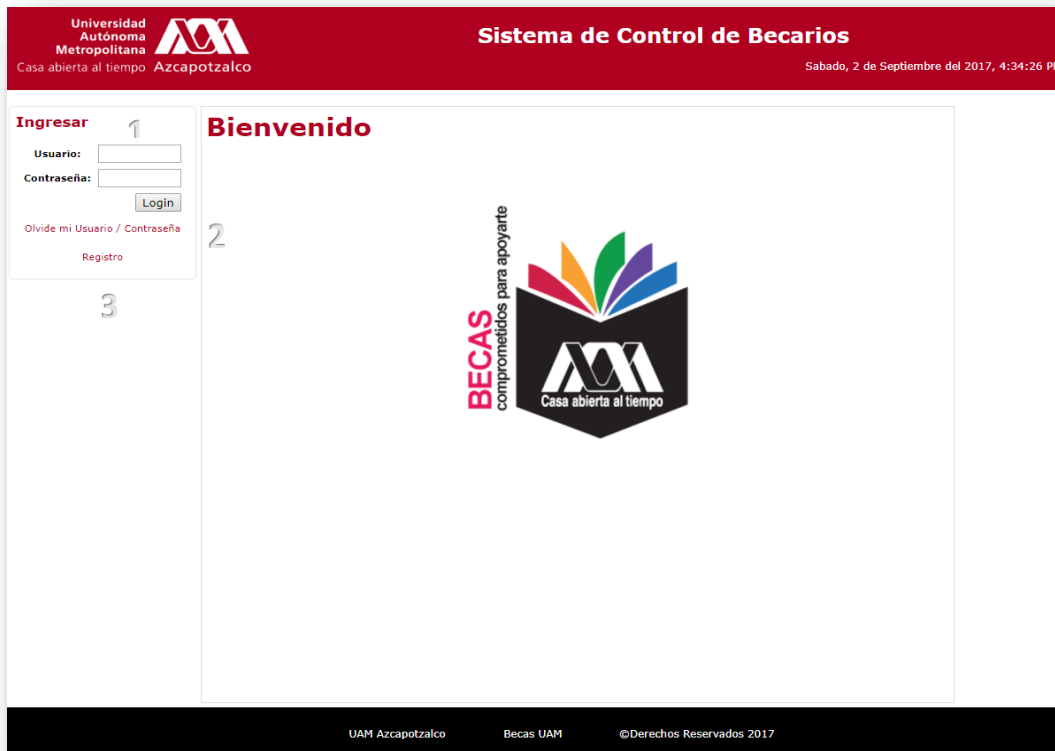 Universidad
Autónoma
Metropolitana
Casa abierta al tiempo Azcapotzalco
Sistema de Control de Becarios
Sabado, 2 de Septiembre del 2017, 4:34:26 P
Ingresar
1
Usuario:
Contraseña:
Login
Olvide mi Usuario / Contraseña
Registro
2
3
Bienvenido
BECAS
comprometidos para apoyarte
Casa abierta al tiempo
UAM Azcapotzalco Becas UAM ©Derechos Reservados 2017